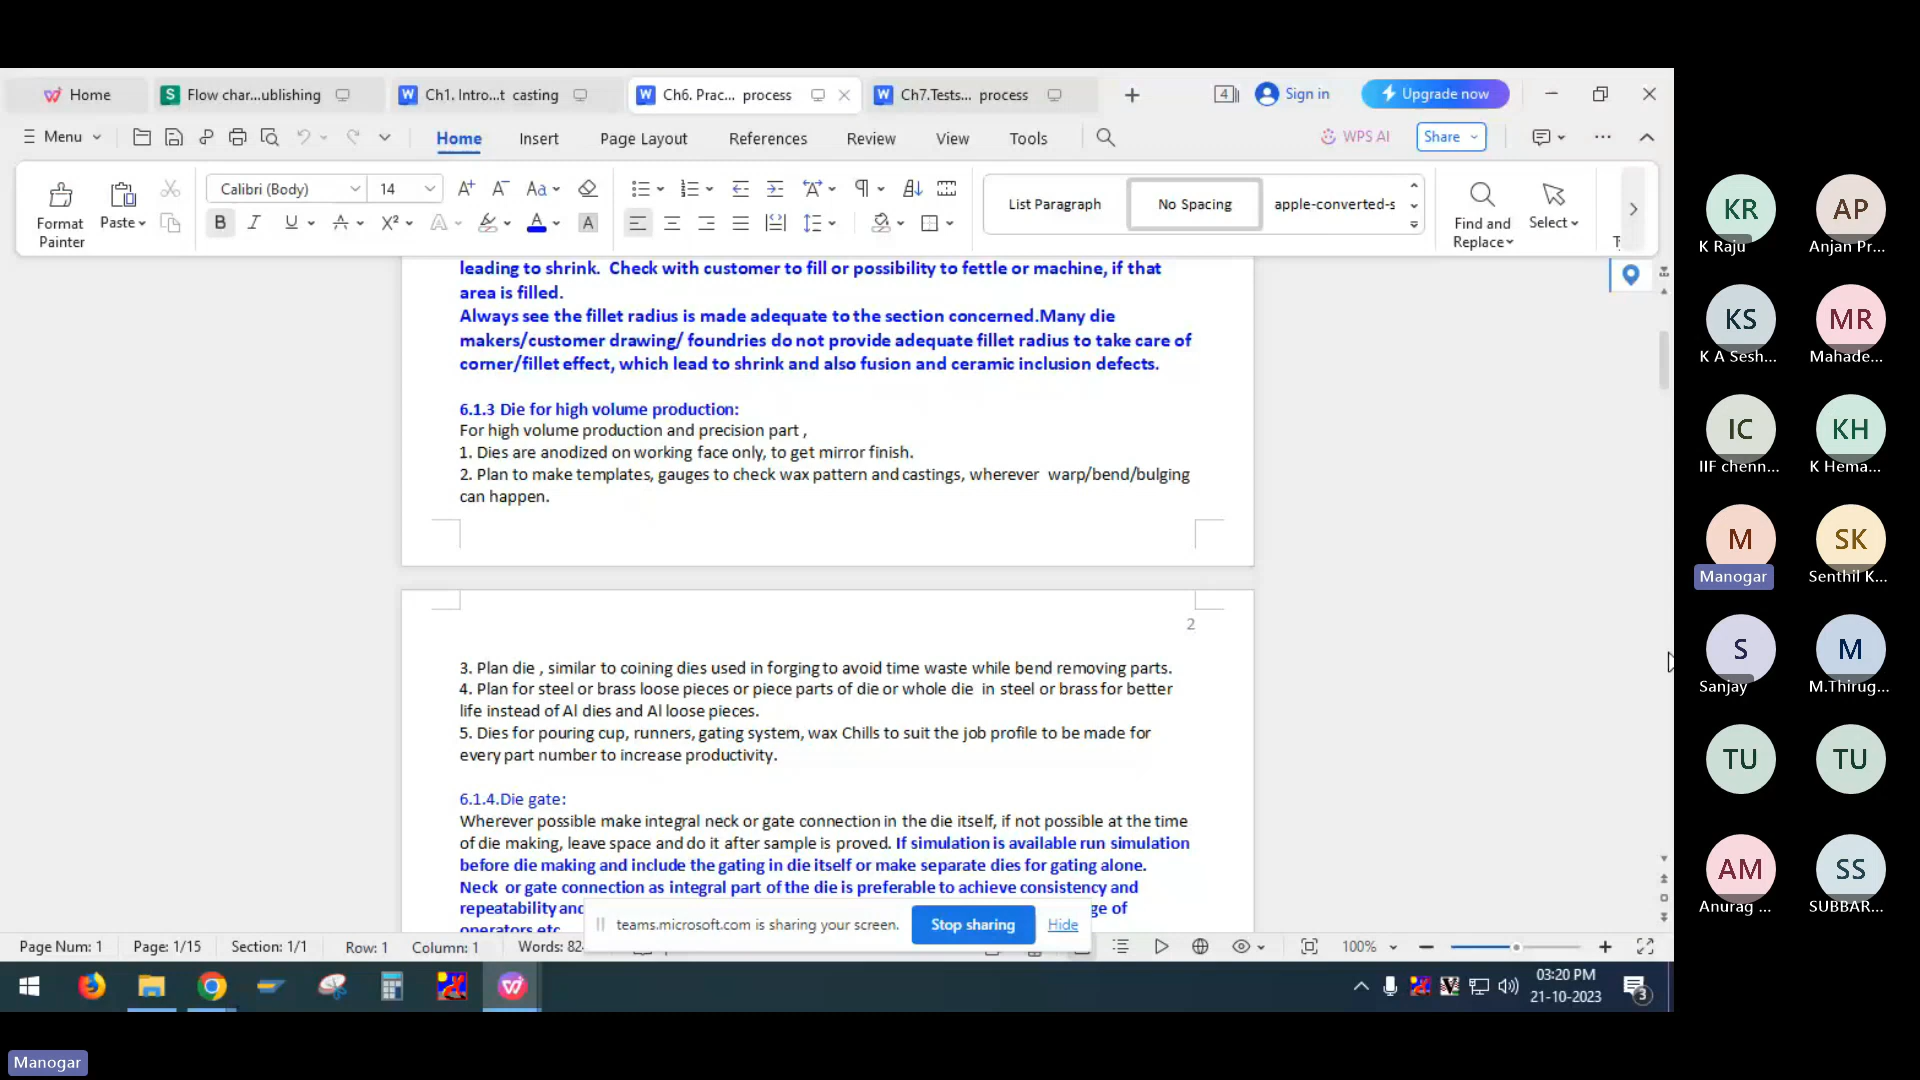 Home
Flow char...ublishing
Ch1. Intro...t casting
Ch6. Prac... process
Ch7.Tests... process
4
Sign in
Upgrade now
Menu
Home
Insert
Page Layout
References
Review
View
Tools
WPS AI
Share
Format
Painter
Paste
Calibri (Body)
14
List Paragraph
No Spacing
apple-converted-s
Find and
Replace
Select
leading to shrink.  Check with customer to fill or possibility to fettle or machine, if that
area is filled.
Always see the fillet radius is made adequate to the section concerned.Many die
makers/customer drawing/ foundries do not provide adequate fillet radius to take care of
corner/fillet effect, which lead to shrink and also fusion and ceramic inclusion defects.
6.1.3 Die for high volume production:
For high volume production and precision part ,
1. Dies are anodized on working face only, to get mirror finish.
2. Plan to make templates, gauges to check wax pattern and castings, wherever  warp/bend/bulging
can happen.
2
3. Plan die , similar to coining dies used in forging to avoid time waste while bend removing parts.
4. Plan for steel or brass loose pieces or piece parts of die or whole die  in steel or brass for better
life instead of Al dies and Al loose pieces.
5. Dies for pouring cup, runners, gating system, wax Chills to suit the job profile to be made for
every part number to increase productivity.
6.1.4.Die gate:
Wherever possible make integral neck or gate connection in the die itself, if not possible at the time
of die making, leave space and do it after sample is proved. If simulation is available run simulation
before die making and include the gating in die itself or make separate dies for gating alone.
Neck  or gate connection as integral part of the die is preferable to achieve consistency and
repeatability and
ge of
operators etc
teams.microsoft.com is sharing your screen.
Stop sharing
Hide
Page Num: 1
Page: 1/15
Section: 1/1
Row: 1
Column: 1
Words: 82
100%
03:20 PM
21-10-2023
3
KR
K Raju
AP
Anjan Pr...
KS
K A Sesh...
MR
Mahade...
IC
IIF chenn...
KH
K Hema...
M
Manogar
SK
Senthil K...
S
Sanjay
M
M.Thirug...
TU
TU
AM
Anurag ...
SS
SUBBAR...
Manogar